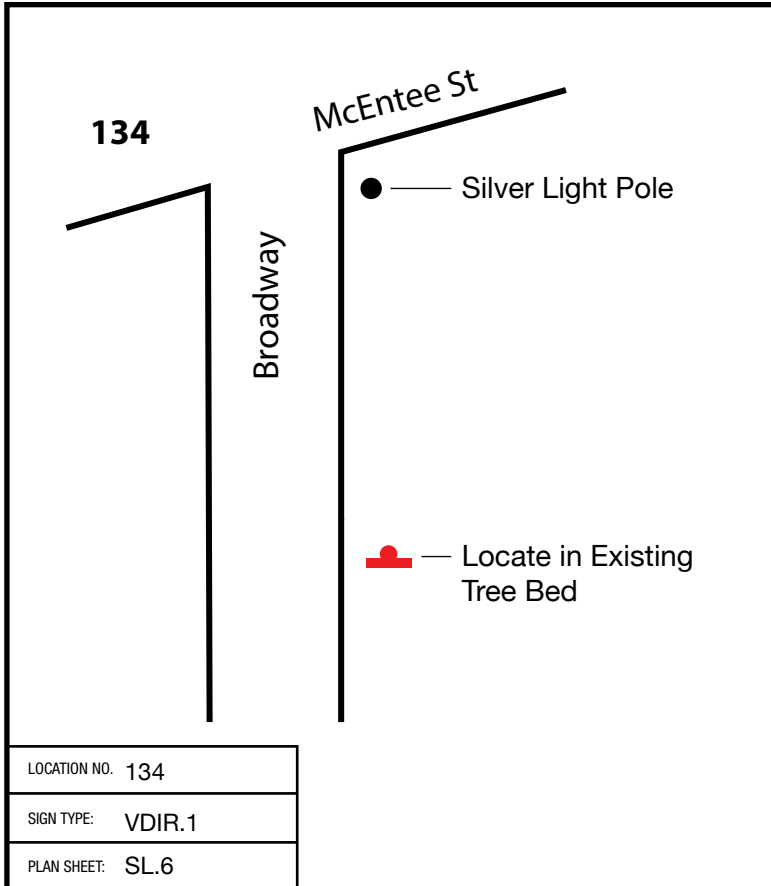 134
McEntee St
Silver Light Pole
Broadway
Locate in Existing
Tree Bed
LOCATION NO. 134
SIGN TYPE: VDIR.1
PLAN SHEET: SL.6